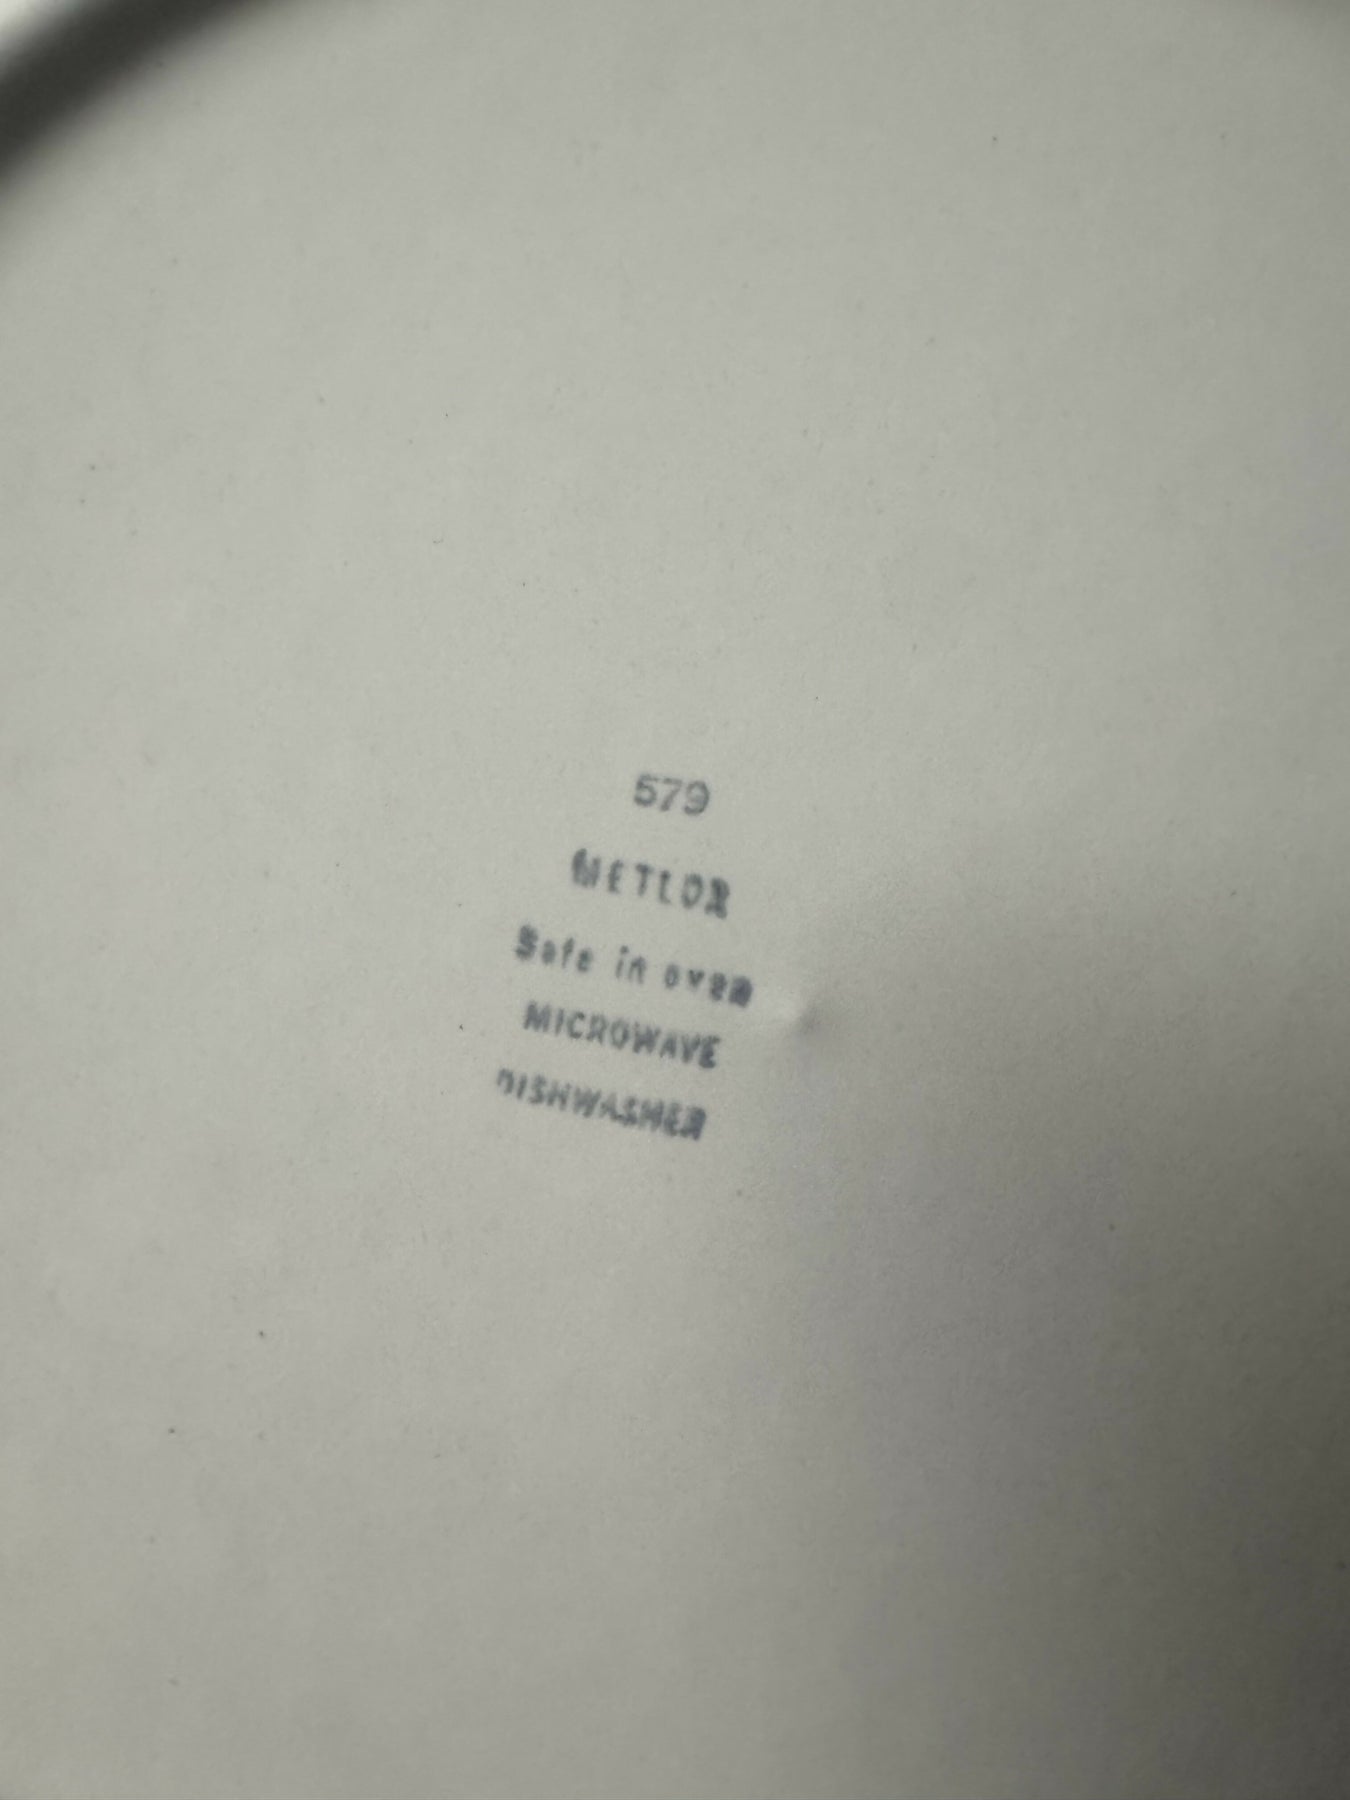 579
METLOX
Safe in oven
MICROWAVE
DISHWASHER